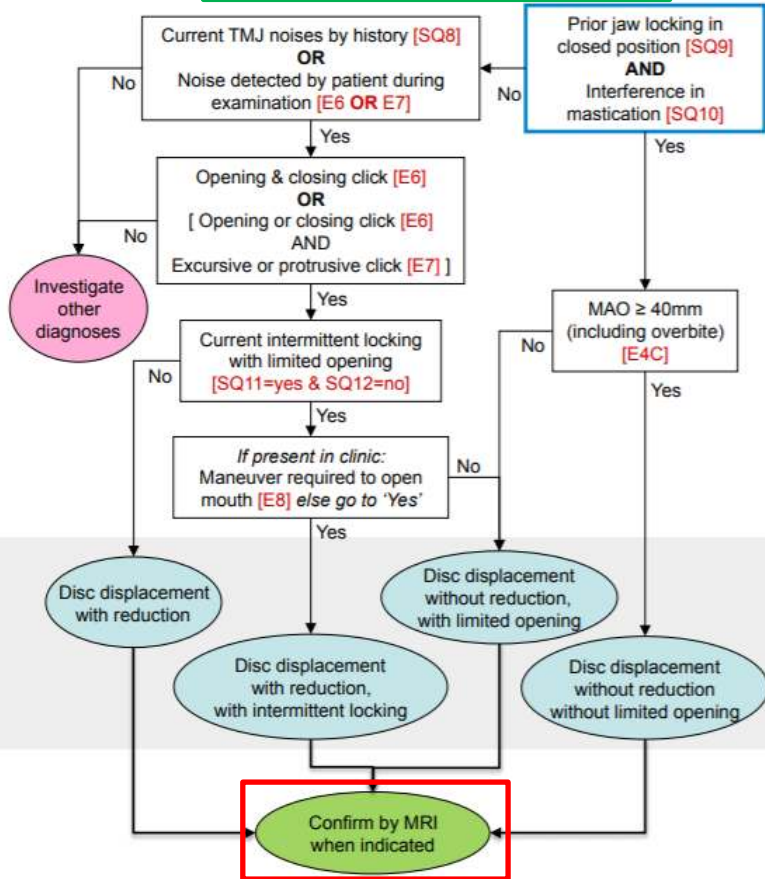 Current TMJ noises by history [SQ8]
OR
Noise detected by patient during
examination [E6 OR E7]
Prior jaw locking in
closed position [SQ9]
AND
Interference in
mastication [SQ10]
No
No
Yes
Yes
Opening & closing click [E6]
OR
[ Opening or closing click [E6]
AND
Excursive or protrusive click [E7] ]
No
Yes
Investigate
other
diagnoses
Current intermittent locking
with limited opening
[SQ11=yes & SQ12=no]
MAO ≥ 40mm
(including overbite)
[E4C]
No
No
Yes
Yes
If present in clinic:
Maneuver required to open
mouth [E8] else go to ‘Yes’
No
Yes
Disc displacement
with reduction
Disc displacement
without reduction,
with limited opening
Disc displacement
with reduction,
with intermittent locking
Disc displacement
without reduction
without limited opening
Confirm by MRI
when indicated